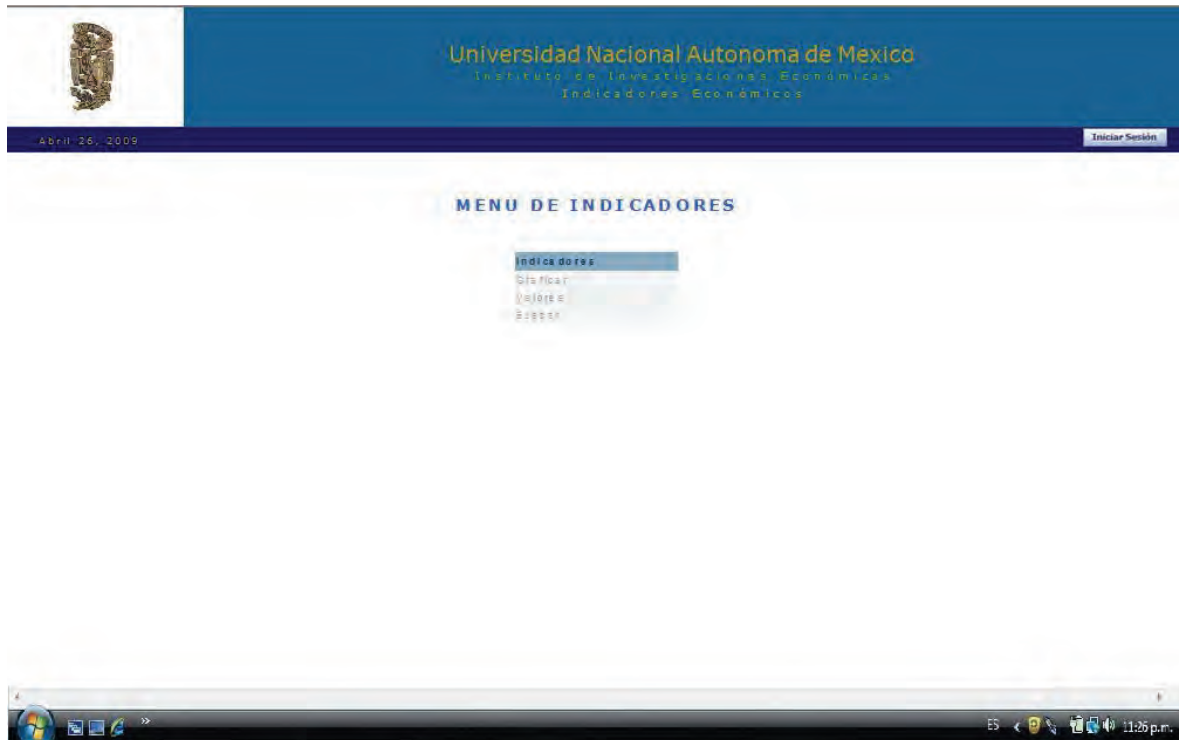 Universidad Nacional Autonoma de Mexico
Instituto de Investigaciones Económicas
Indicadores Económicos
Abril 26, 2009
Iniciar Sesión
MENU DE INDICADORES
Indicadores
Graficar
Valores
ES
11:26 p.m.